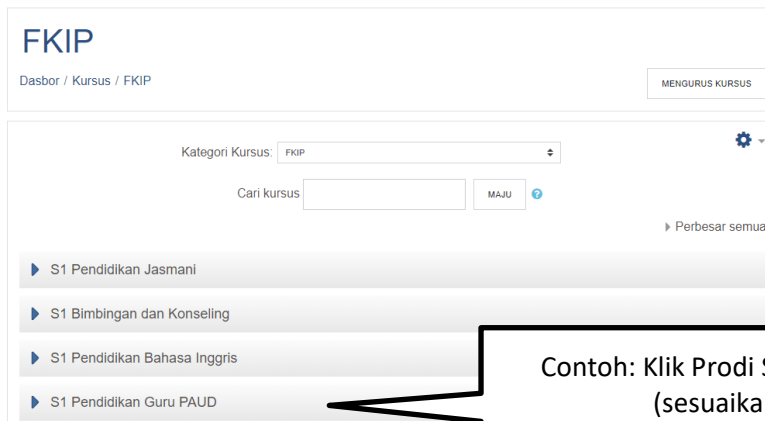 FKIP
Dasbor / Kursus / FKIP
MENGURUS KURSUS
Kategori Kursus: FKIP
Cari kursus MAJU
Perbesar semua
S1 Pendidikan Jasmani
S1 Bimbingan dan Konseling
S1 Pendidikan Bahasa Inggris
S1 Pendidikan Guru PAUD
Contoh: Klik Prodi